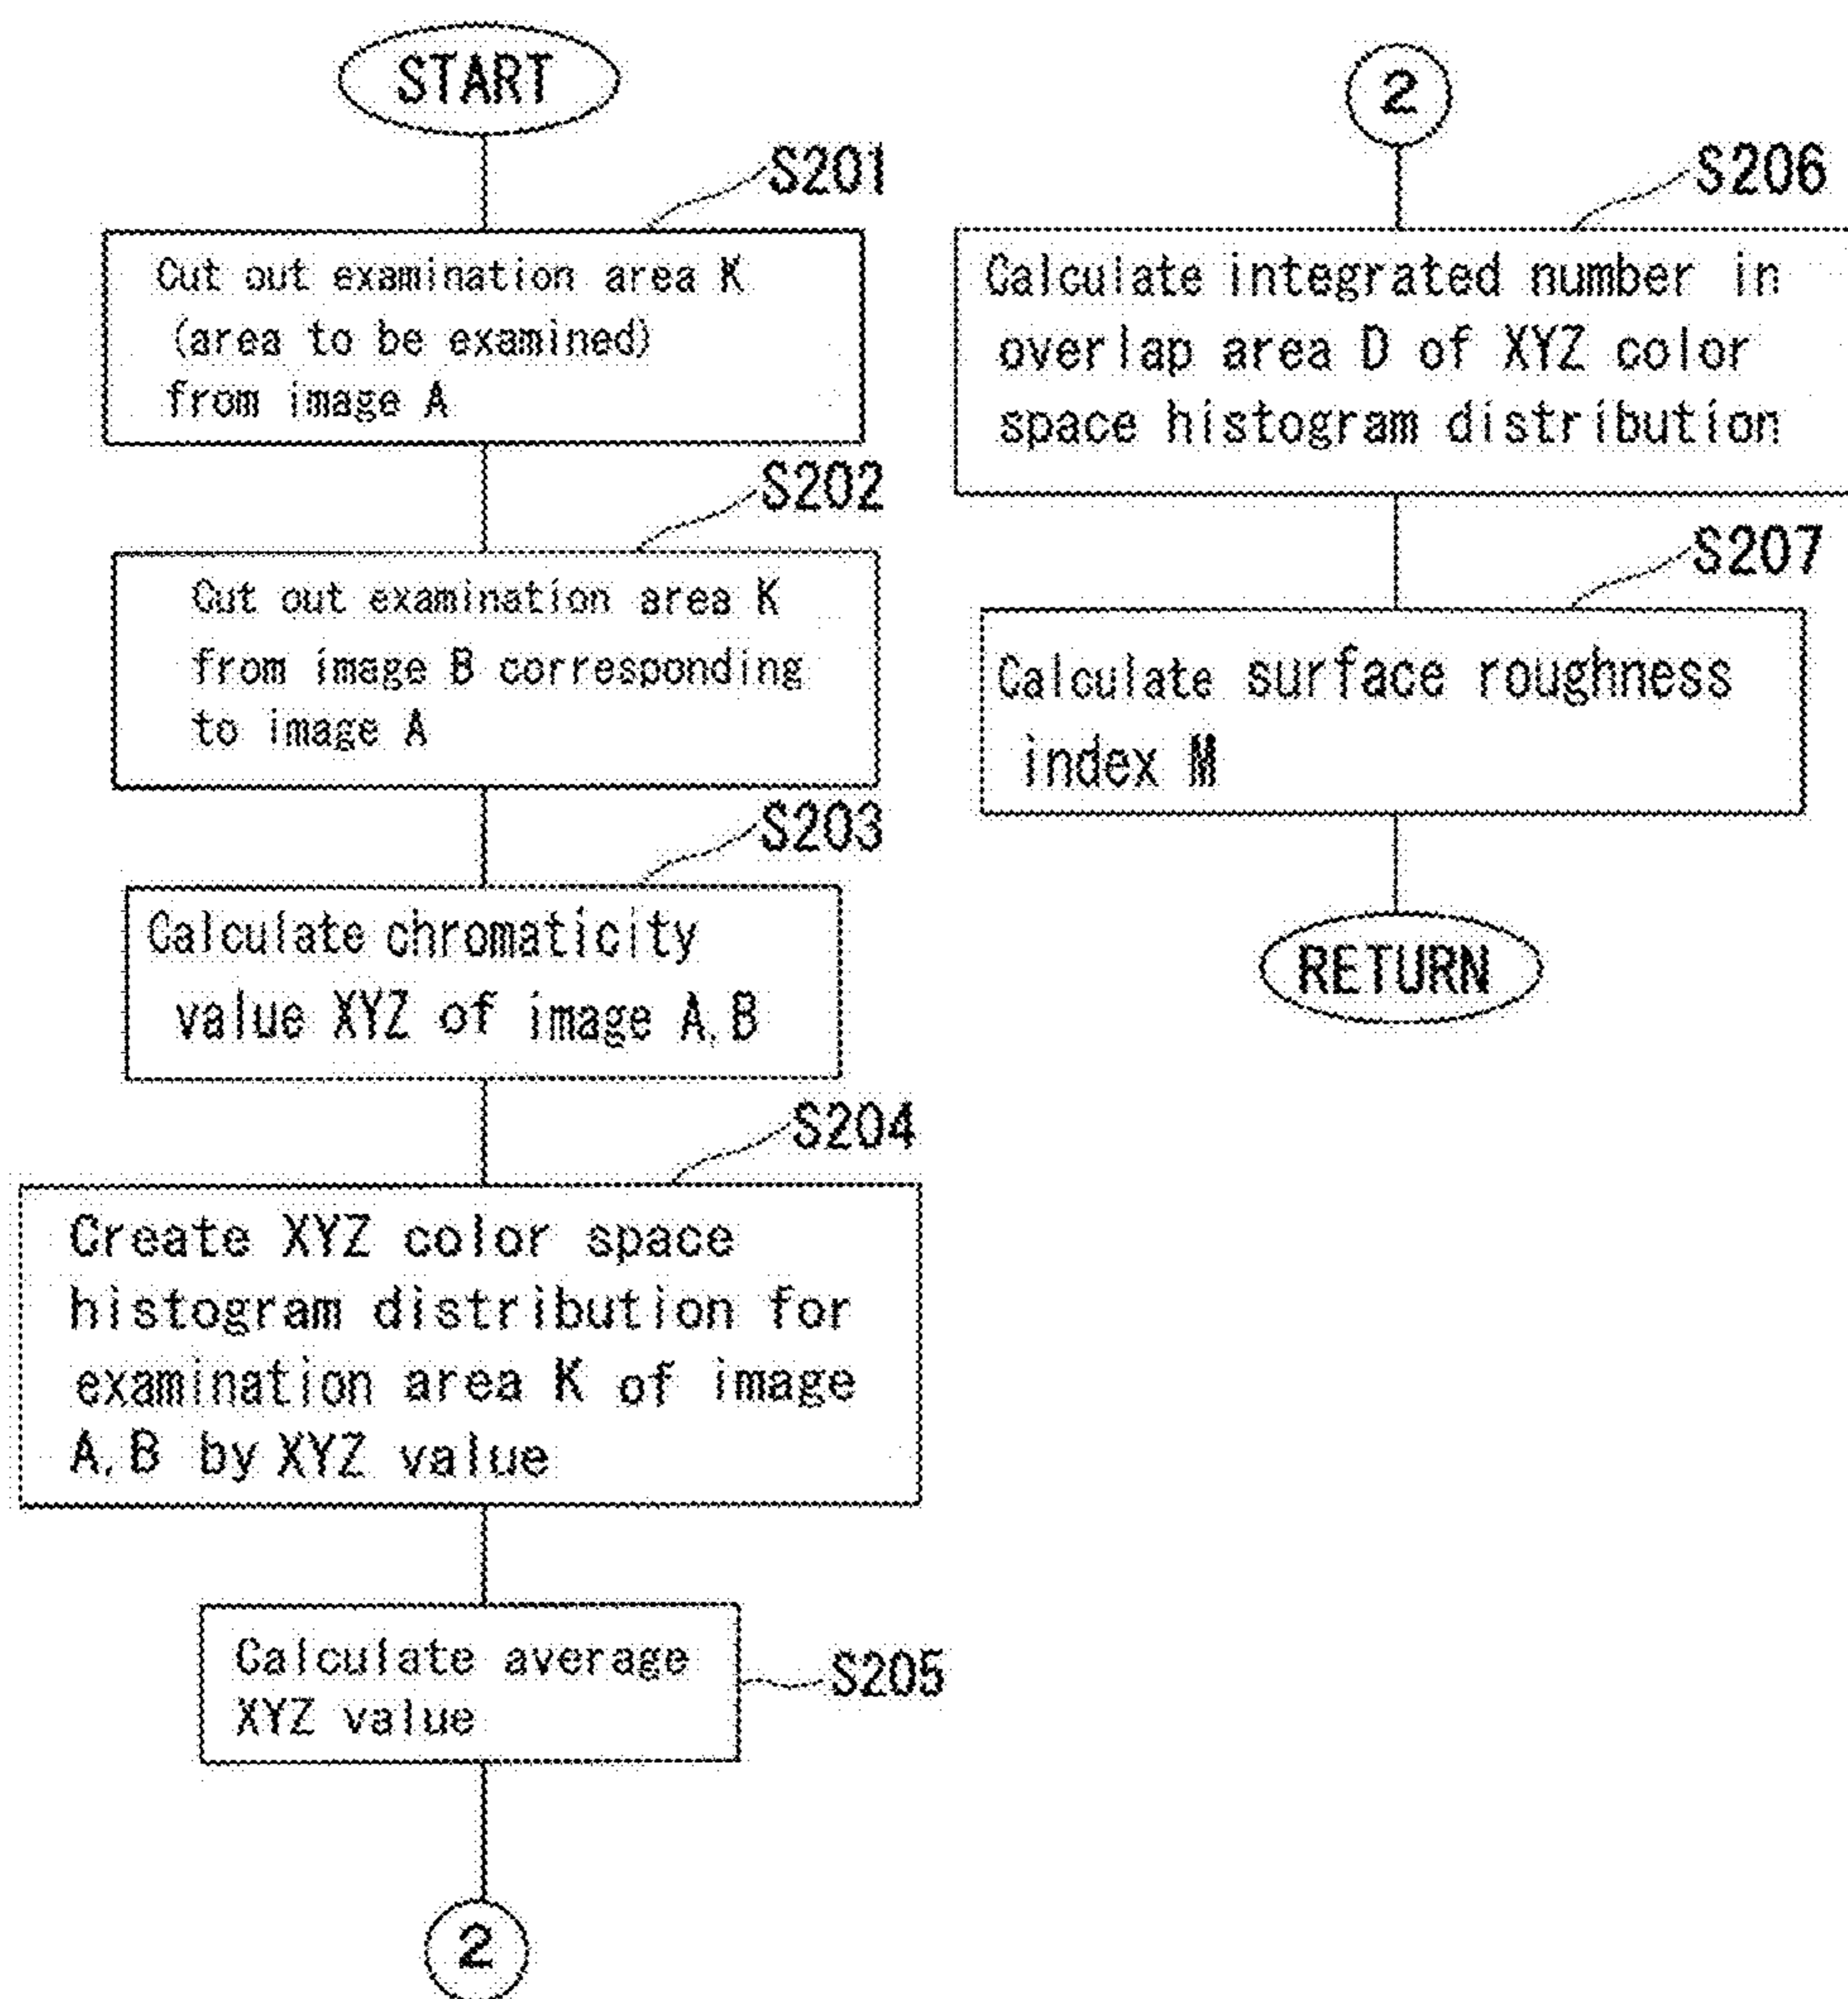 START
S201
Cut out examination area K
(area to be examined)
from image A
S202
Cut out examination area K
from image B corresponding
to image A
S203
Calculate chromaticity
value XYZ of image A,B
S204
Create XYZ color space
histogram distribution for
examination area K of image
A,B by XYZ value
Calculate average
XYZ value
S205
2
2
S206
Calculate integrated number in
overlap area D of XYZ color
space histogram distribution
S207
Calculate surface roughness
index M
RETURN